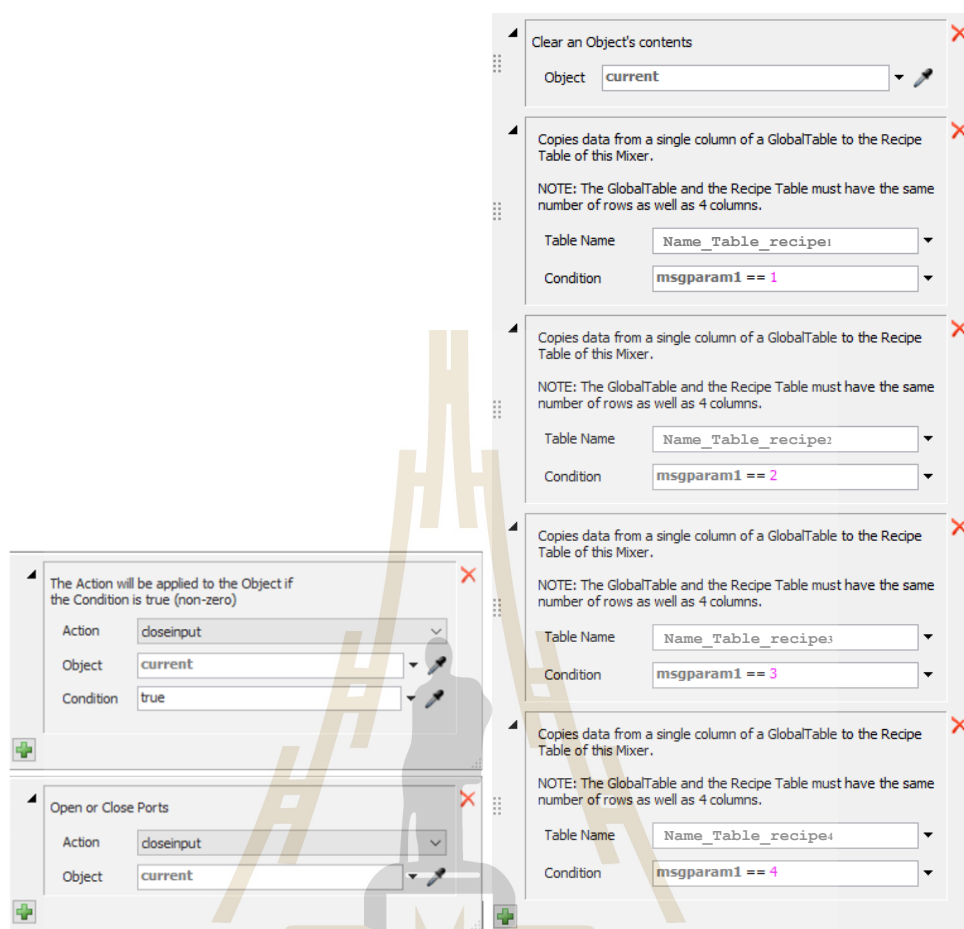 The Action will be applied to the Object if
the Condition is true (non-zero)
Action closeinput
Object current
Condition true
Open or Close Ports
Action closeinput
Object current
Clear an Object's contents
Object current
Copies data from a single column of a GlobalTable to the Recipe
Table of this Mixer.
NOTE: The GlobalTable and the Recipe Table must have the same
number of rows as well as 4 columns.
Table Name Name_Table_recipe1
Condition msgparam1 == 1
Copies data from a single column of a GlobalTable to the Recipe
Table of this Mixer.
NOTE: The GlobalTable and the Recipe Table must have the same
number of rows as well as 4 columns.
Table Name Name_Table_recipe2
Condition msgparam1 == 2
Copies data from a single column of a GlobalTable to the Recipe
Table of this Mixer.
NOTE: The GlobalTable and the Recipe Table must have the same
number of rows as well as 4 columns.
Table Name Name_Table_recipe3
Condition msgparam1 == 3
Copies data from a single column of a GlobalTable to the Recipe
Table of this Mixer.
NOTE: The GlobalTable and the Recipe Table must have the same
number of rows as well as 4 columns.
Table Name Name_Table_recipe4
Condition msgparam1 == 4